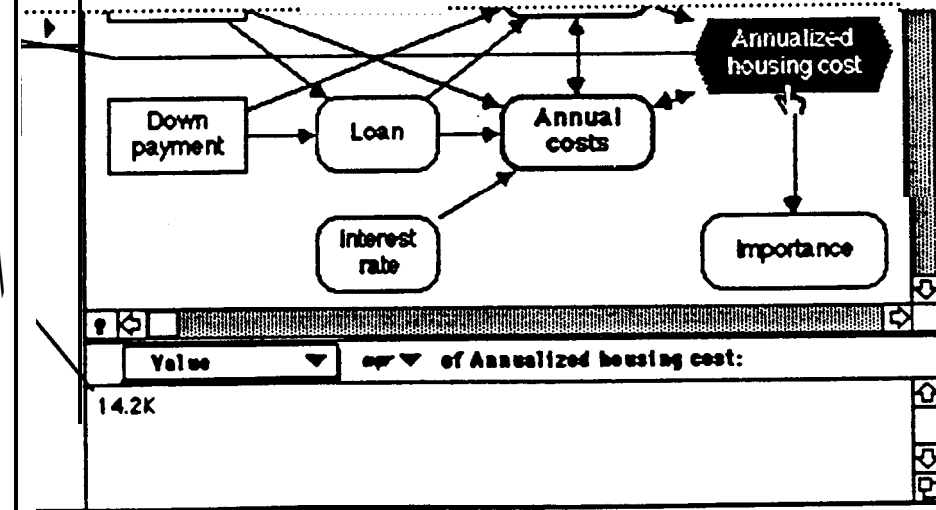 Annualized
housing cost
Down
payment
Loan
Annual
costs
Interest
rate
Importance
Value
of Annualized housing cost:
14.2K